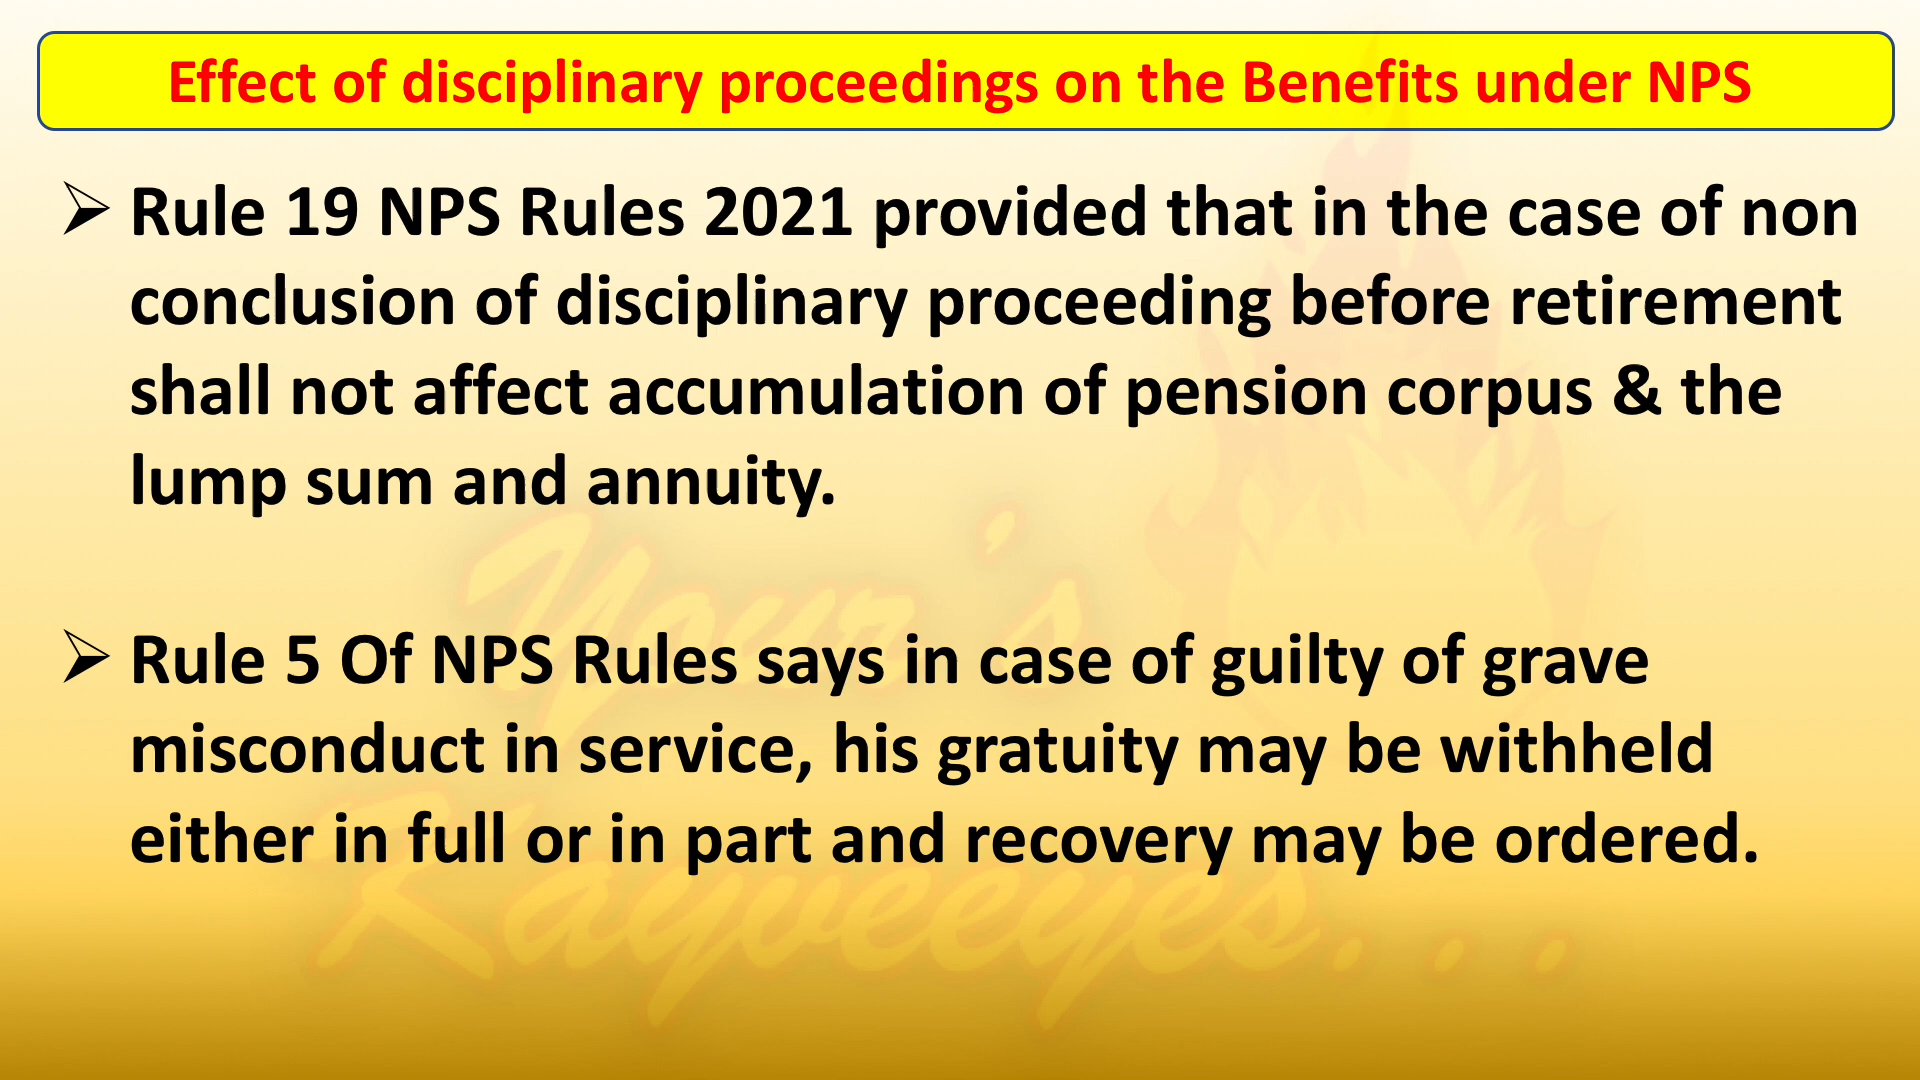 Effect of disciplinary proceedings on the Benefits under NPS
➢ Rule 19 NPS Rules 2021 provided that in the case of non
conclusion of disciplinary proceeding before retirement
shall not affect accumulation of pension corpus & the
lump sum and annuity.
➢ Rule 5 Of NPS Rules says in case of guilty of grave
misconduct in service, his gratuity may be withheld
either in full or in part and recovery may be ordered.
Your's
Kayveeyes...